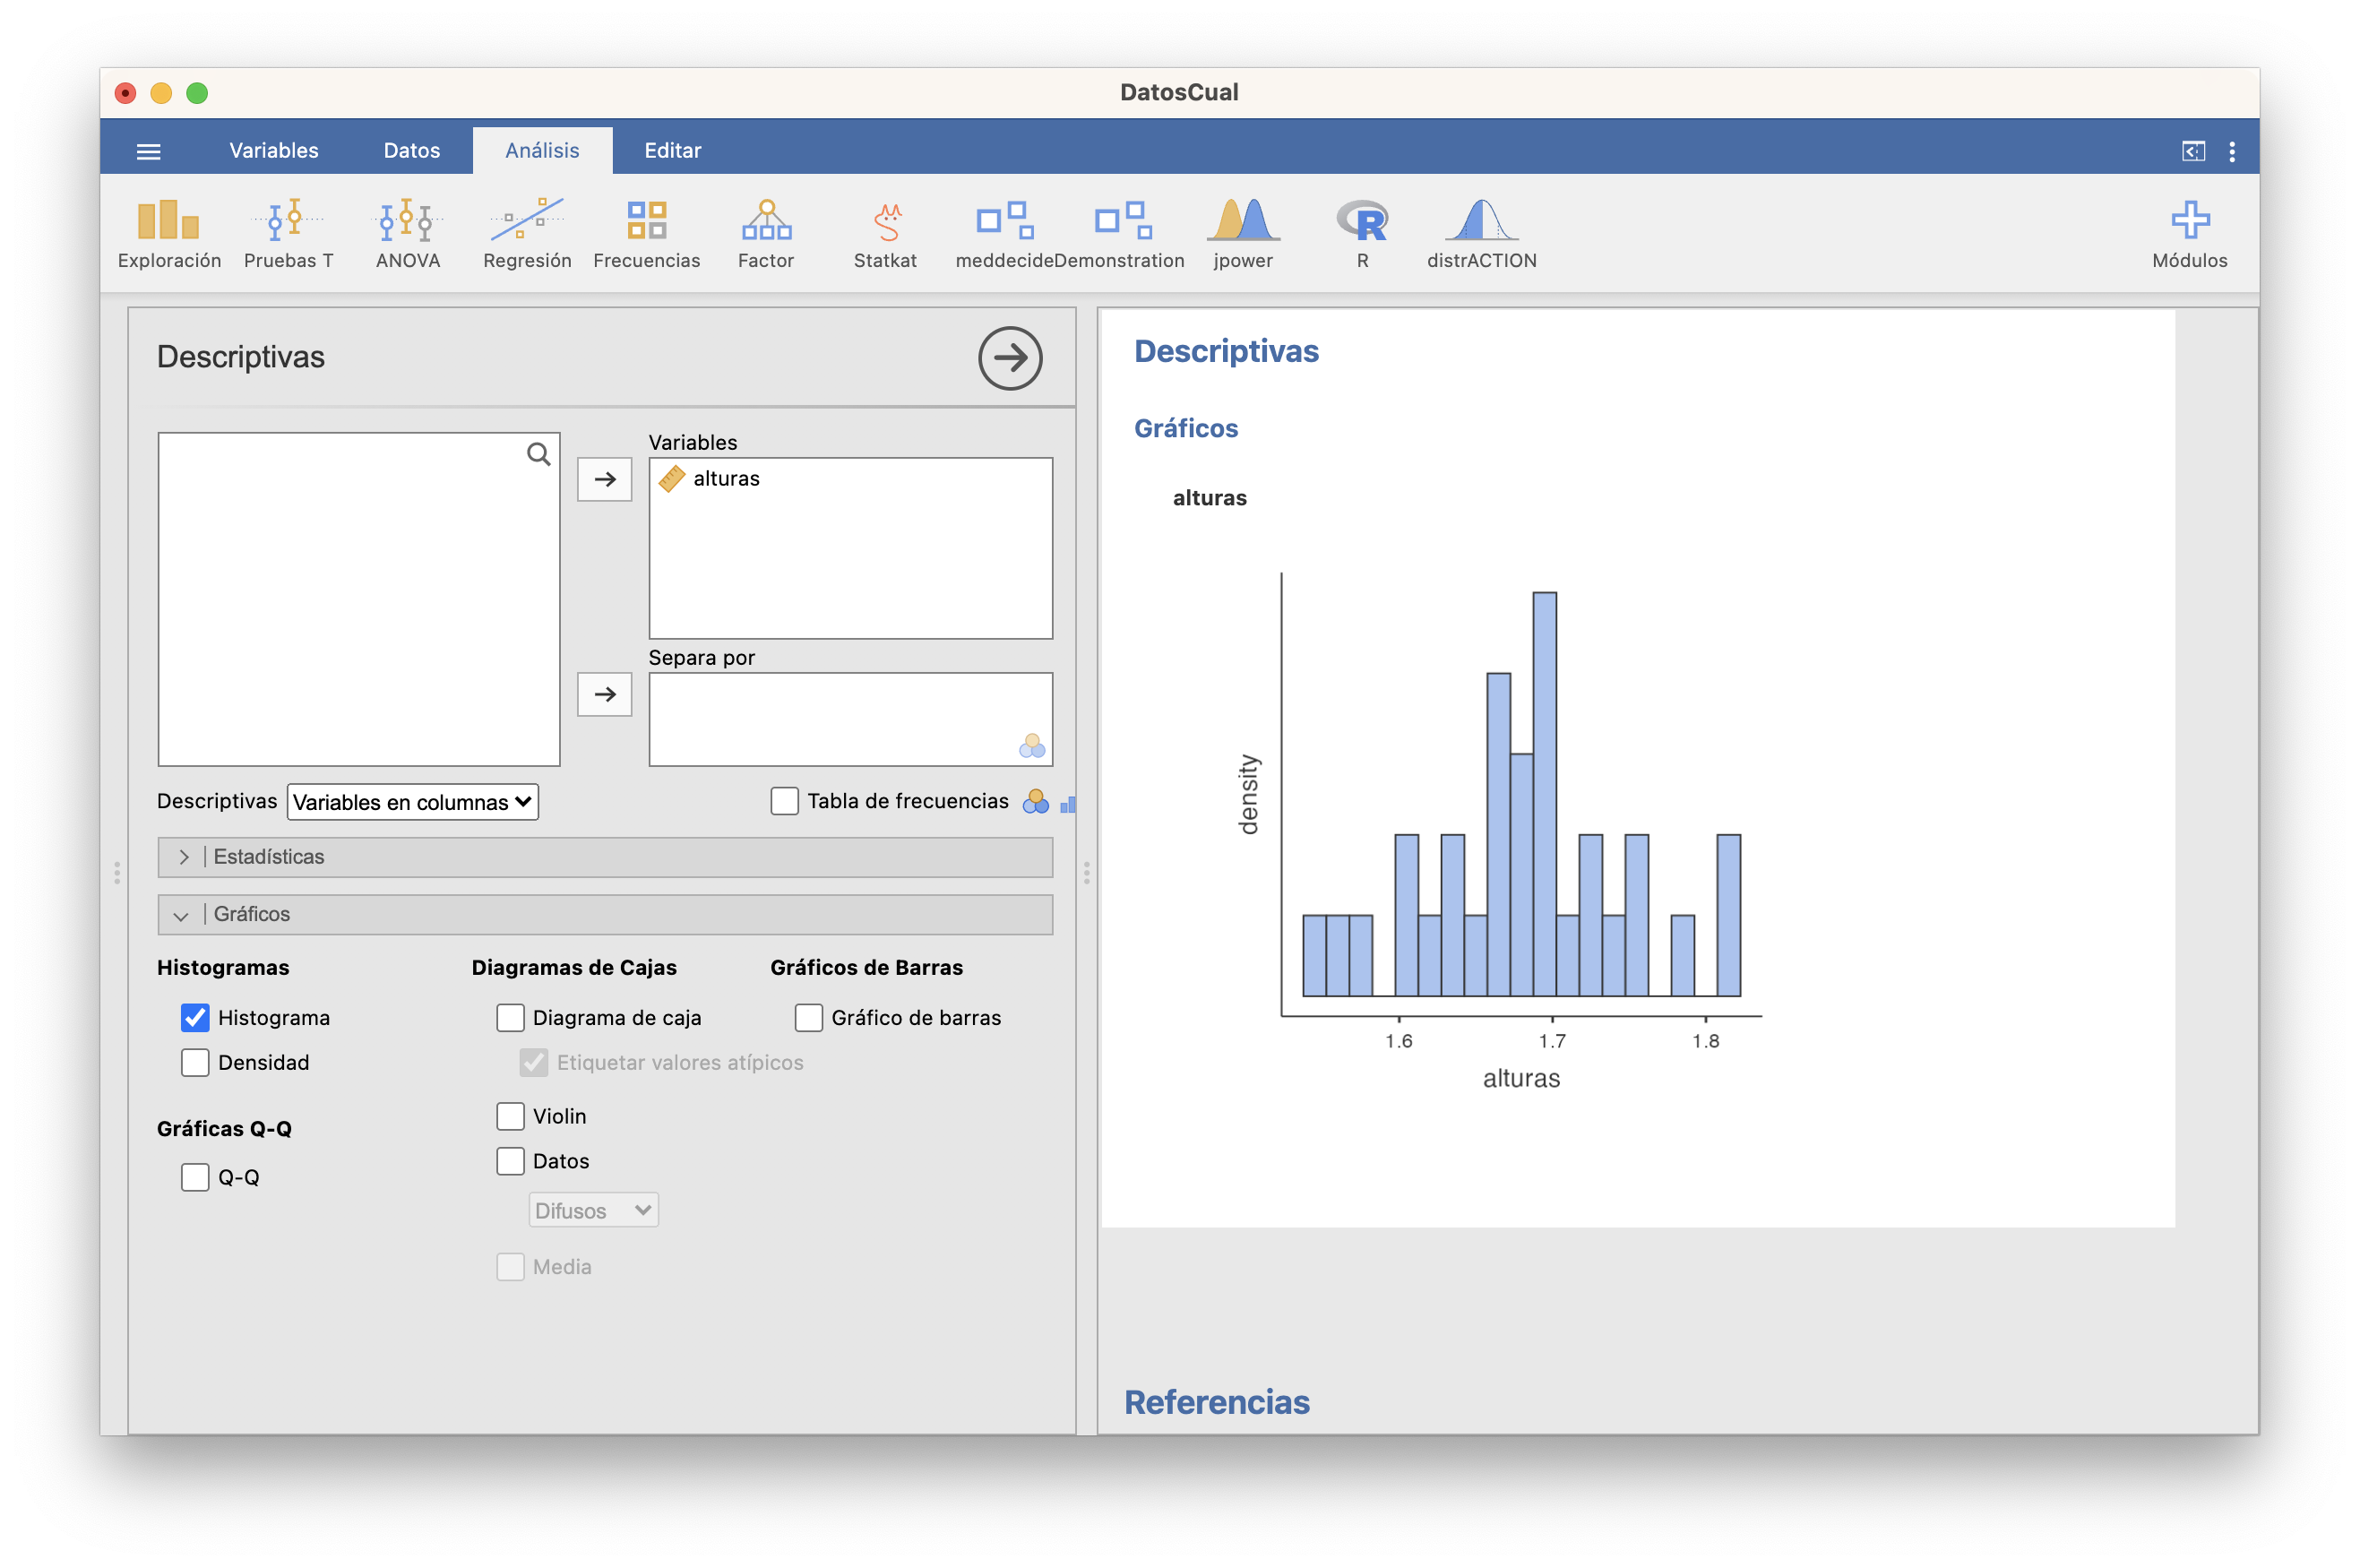 DatosCual
Variables Datos Análisis Editar
Exploración Pruebas T ANOVA Regresión Frecuencias Factor Statkat meddecide Demonstration jpower R distrACTION Módulos
Descriptivas
Variables
alturas
Separa por
Descriptivas Variables en columnas Tabla de frecuencias
Estadísticas
Gráficos
Histogramas Diagramas de Cajas Gráficos de Barras
Histograma Diagrama de caja Gráfico de barras
Densidad Etiquetar valores atípicos
Violin
Gráficas Q-Q
Datos
Q-Q
Difusos
Media
Descriptivas
Gráficos
alturas
density
1.6 1.7 1.8
alturas
Referencias